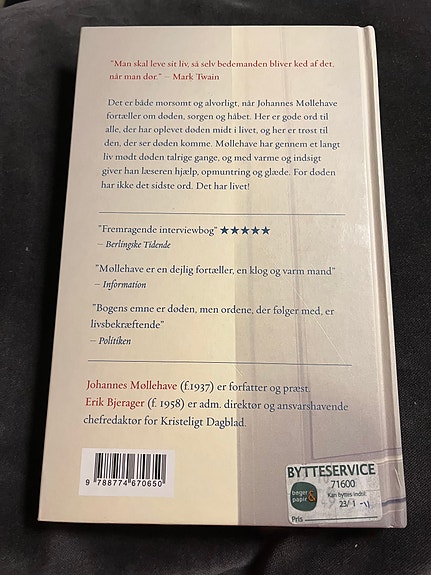 "Man skal leve sit liv, så selv bedemanden bliver ked af det,
når man dør." – Mark Twain
Det er både morsomt og alvorligt, når Johannes Møllehave
fortæller om døden, sorgen og håbet. Her er gode ord til
alle, der har oplevet døden midt i livet, og her er trøst til
den, der ser døden komme. Møllehave har gennem et langt
liv mødt døden talrige gange, og med varme og indsigt
giver han læseren hjælp, opmuntring og glæde. For døden
har ikke det sidste ord. Det har livet!
"Fremragende interviewbog" ★★★★★
– Berlingske Tidende
"Møllehave er en dejlig fortæller, en klog og varm mand"
– Information
"Bogens emne er døden, men ordene, der følger med, er
livsbekræftende"
– Politiken
Johannes Møllehave (f.1937) er forfatter og præst.
Erik Bjerager (f. 1958) er adm. direktør og ansvarshavende
chefredaktør for Kristeligt Dagblad.
9 788774 670650
BYTTESERVICE
71600
bøger &
papir
Kan byttes indtil:
23/1-11
Pris